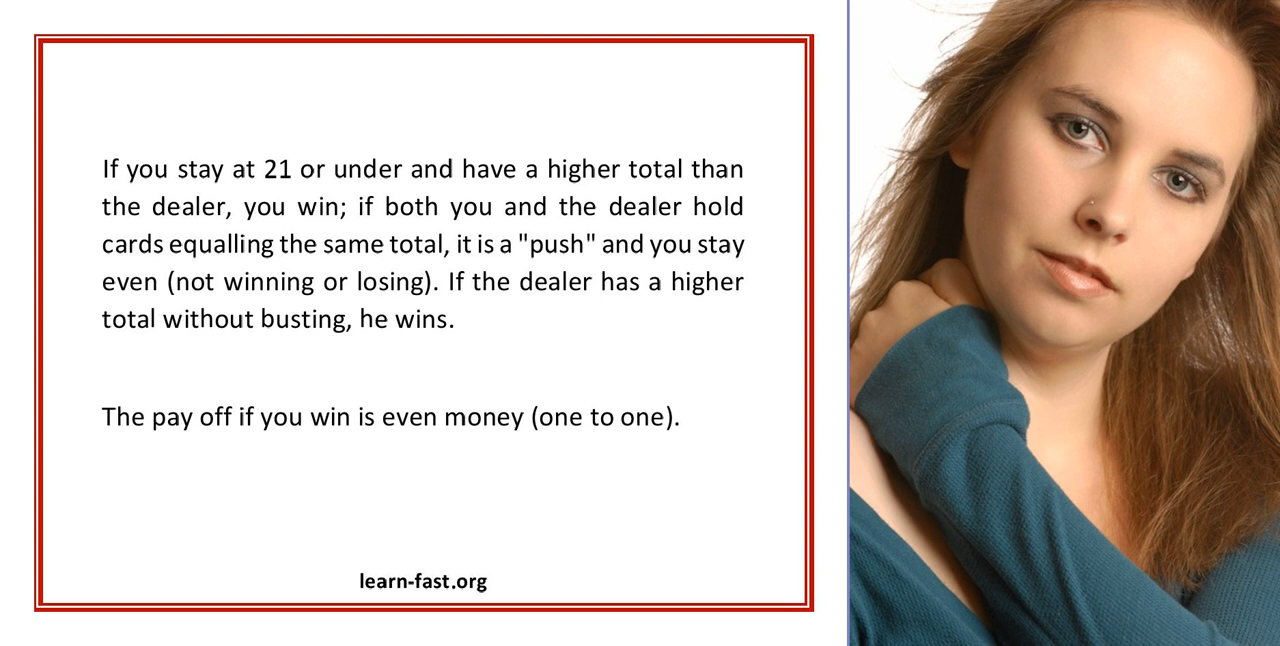 If you stay at 21 or under and have a higher total than
the dealer, you win; if both you and the dealer hold
cards equalling the same total, it is a "push" and you stay
even (not winning or losing). If the dealer has a higher
total without busting, he wins.
The pay off if you win is even money (one to one).
learn-fast.org